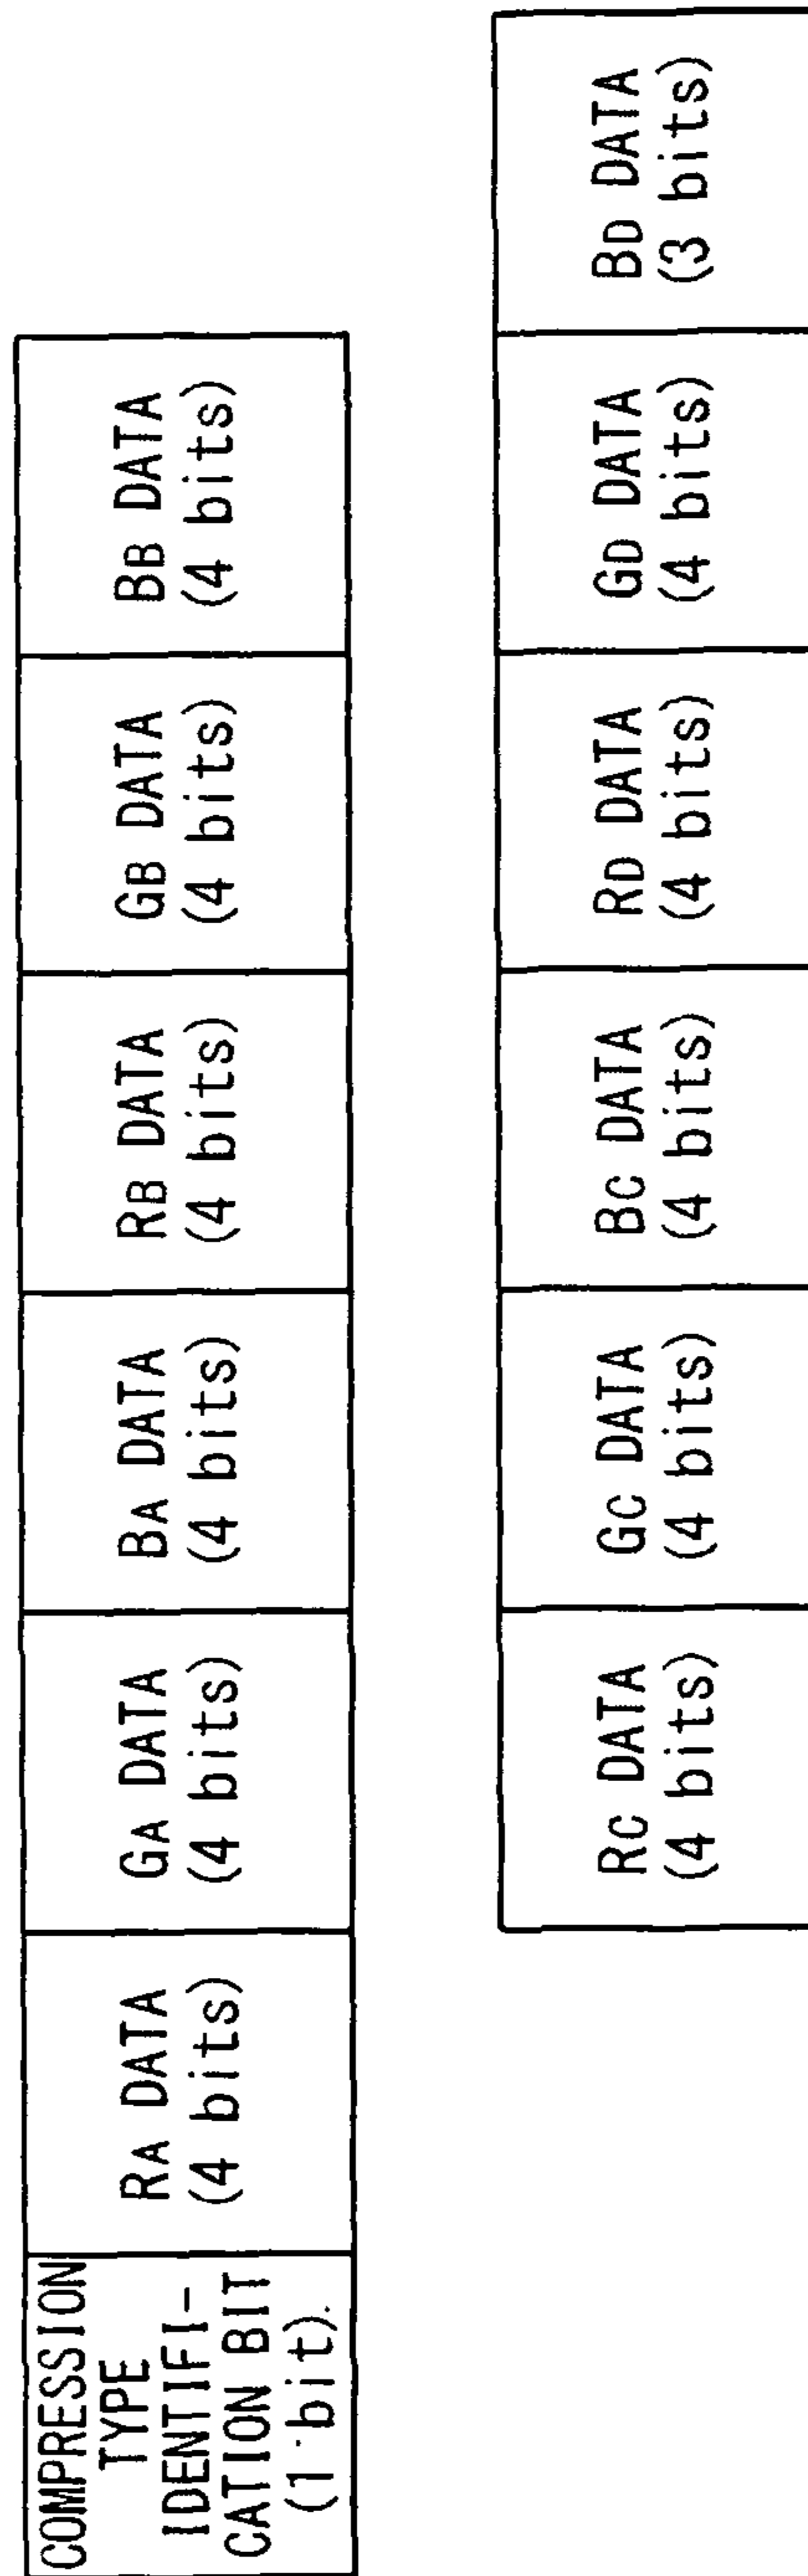 COMPRESSION
TYPE
IDENTIFI-
CATION BIT
(1 bit)
RA DATA
(4 bits)
GA DATA
(4 bits)
BA DATA
(4 bits)
RB DATA
(4 bits)
GB DATA
(4 bits)
BB DATA
(4 bits)
RC DATA
(4 bits)
GC DATA
(4 bits)
BC DATA
(4 bits)
RD DATA
(4 bits)
GD DATA
(4 bits)
BD DATA
(3 bits)